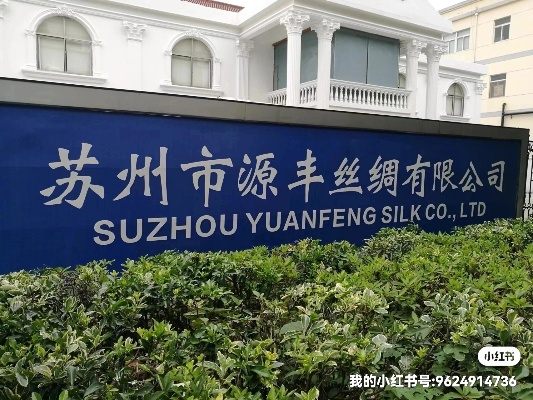 苏州市源丰丝绸有限公司
SUZHOU YUANFENG SILK CO., LTD
小红书
我的小红书号:9624914736